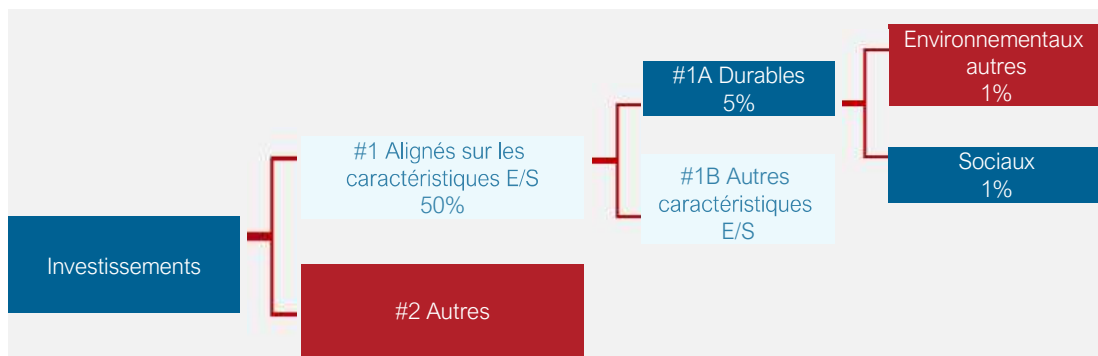 Investissements
#1 Alignés sur les
caractéristiques E/S
50%
#2 Autres
#1A Durables
5%
#1B Autres
caractéristiques
E/S
Environnementaux
autres
1%
Sociaux
1%